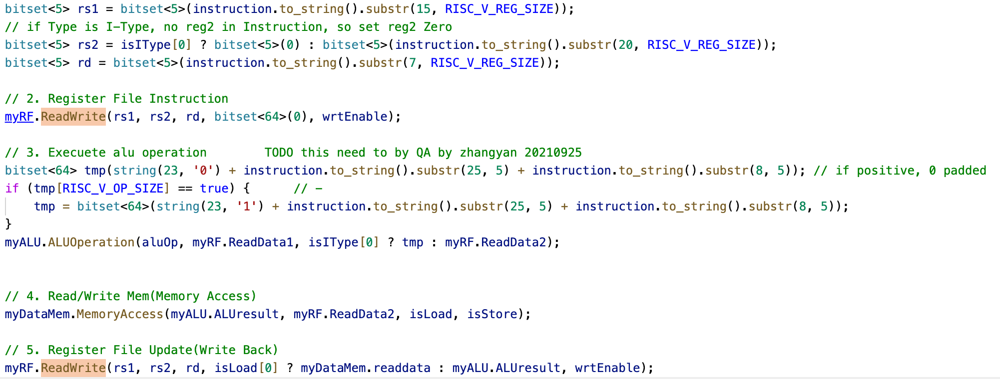 bitset<5> rs1 = bitset<5>(instruction.to_string().substr(15, RISC_V_REG_SIZE));
// if Type is I-Type, no reg2 in Instruction, so set reg2 Zero
bitset<5> rs2 = isIType[0] ? bitset<5>(0) : bitset<5>(instruction.to_string().substr(20, RISC_V_REG_SIZE));
bitset<5> rd = bitset<5>(instruction.to_string().substr(7, RISC_V_REG_SIZE));
// 2. Register File Instruction
myRF.ReadWrite(rs1, rs2, rd, bitset<64>(0), wrtEnable);
// 3. Execuete alu operation        TODO this need to by QA by zhangyan 20210925
bitset<64> tmp(string(23, '0') + instruction.to_string().substr(25, 5) + instruction.to_string().substr(8, 5)); // if positive, 0 padded
if (tmp[RISC_V_OP_SIZE] == true) {      // -
    tmp = bitset<64>(string(23, '1') + instruction.to_string().substr(25, 5) + instruction.to_string().substr(8, 5));
}
myALU.ALUOperation(aluOp, myRF.ReadData1, isIType[0] ? tmp : myRF.ReadData2);
// 4. Read/Write Mem(Memory Access)
myDataMem.MemoryAccess(myALU.ALUresult, myRF.ReadData2, isLoad, isStore);
// 5. Register File Update(Write Back)
myRF.ReadWrite(rs1, rs2, rd, isLoad[0] ? myDataMem.readdata : myALU.ALUresult, wrtEnable);